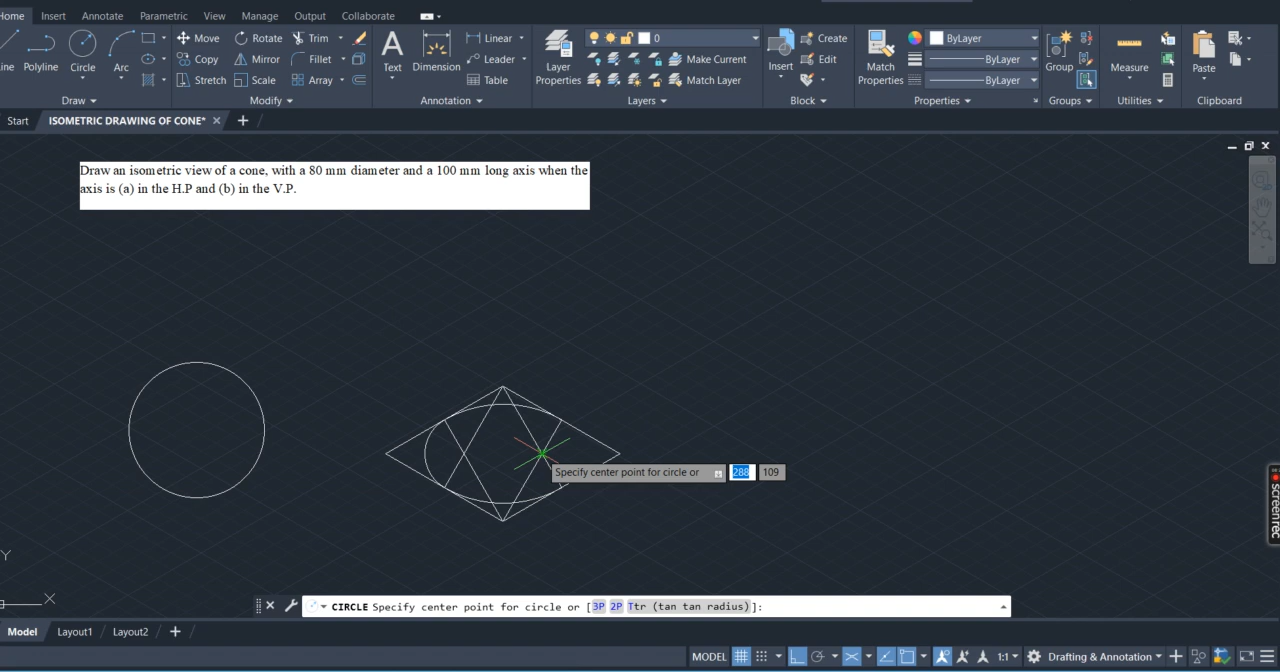 Home Insert Annotate Parametric View Manage Output Collaborate
Move Rotate Trim Linear 0 Create ByLayer
Copy Mirror Fillet Leader Make Current Edit ByLayer
Polyline Circle Arc Text Dimension Layer Properties Insert Match Properties Group Measure Paste
Stretch Scale Array Table Match Layer ByLayer
Draw Modify Annotation Layers Block Properties Groups Utilities Clipboard
Start ISOMETRIC DRAWING OF CONE*
Draw an isometric view of a cone, with a 80 mm diameter and a 100 mm long axis when the
axis is (a) in the H.P and (b) in the V.P.
Specify center point for circle or 288 109
Y
X
CIRCLE Specify center point for circle or [3P 2P Ttr (tan tan radius)]:
Model Layout1 Layout2
MODEL 1:1 Drafting & Annotation